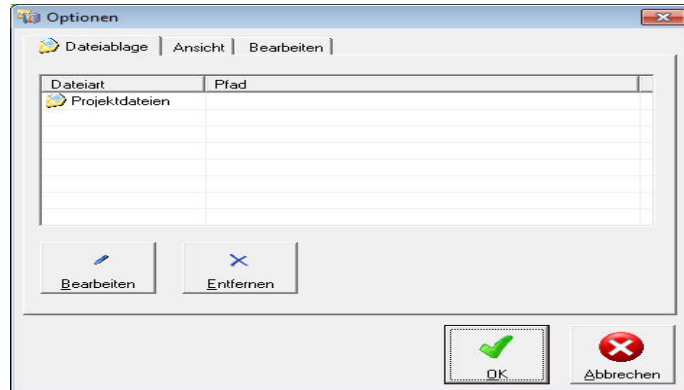 Optionen
Dateiablage Ansicht Bearbeiten
Dateiart Pfad
Projektdateien
Bearbeiten Entfernen
OK Abbrechen